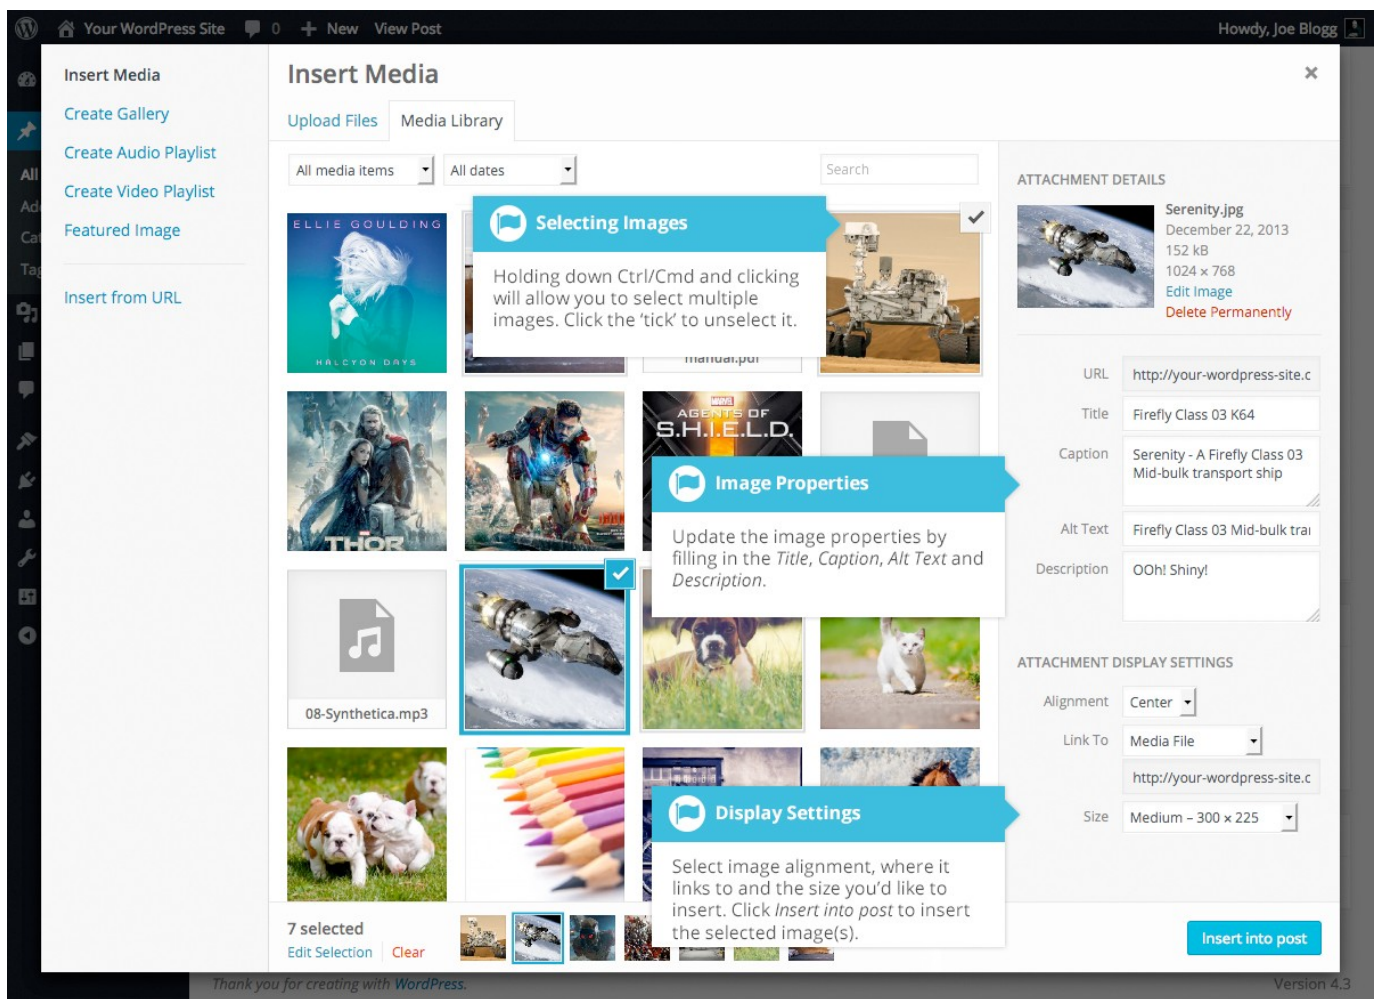 Your WordPress Site
0
New
View Post
Howdy, Joe Blogg
Insert Media
Create Gallery
Create Audio Playlist
Create Video Playlist
Featured Image
Insert from URL
All
Insert Media
Upload Files
Media Library
All media items
All dates
Search
ELLIE GOULDING
HALCYON DAYS
Selecting Images
Holding down Ctrl/Cmd and clicking
will allow you to select multiple
images. Click the ‘tick’ to unselect it.
manual.pdf
THOR
MARVEL
AGENTS OF
S.H.I.E.L.D.
Image Properties
Update the image properties by
filling in the Title, Caption, Alt Text and
Description.
08-Synthetica.mp3
Display Settings
Select image alignment, where it
links to and the size you’d like to
insert. Click Insert into post to insert
the selected image(s).
7 selected
Edit Selection
Clear
ATTACHMENT DETAILS
Serenity.jpg
December 22, 2013
152 kB
1024 × 768
Edit Image
Delete Permanently
URL
http://your-wordpress-site.c
Title
Firefly Class 03 K64
Caption
Serenity - A Firefly Class 03
Mid-bulk transport ship
Alt Text
Firefly Class 03 Mid-bulk trai
Description
OOh! Shiny!
ATTACHMENT DISPLAY SETTINGS
Alignment
Center
Link To
Media File
http://your-wordpress-site.c
Size
Medium – 300 × 225
Insert into post
Thank you for creating with WordPress.
Version 4.3